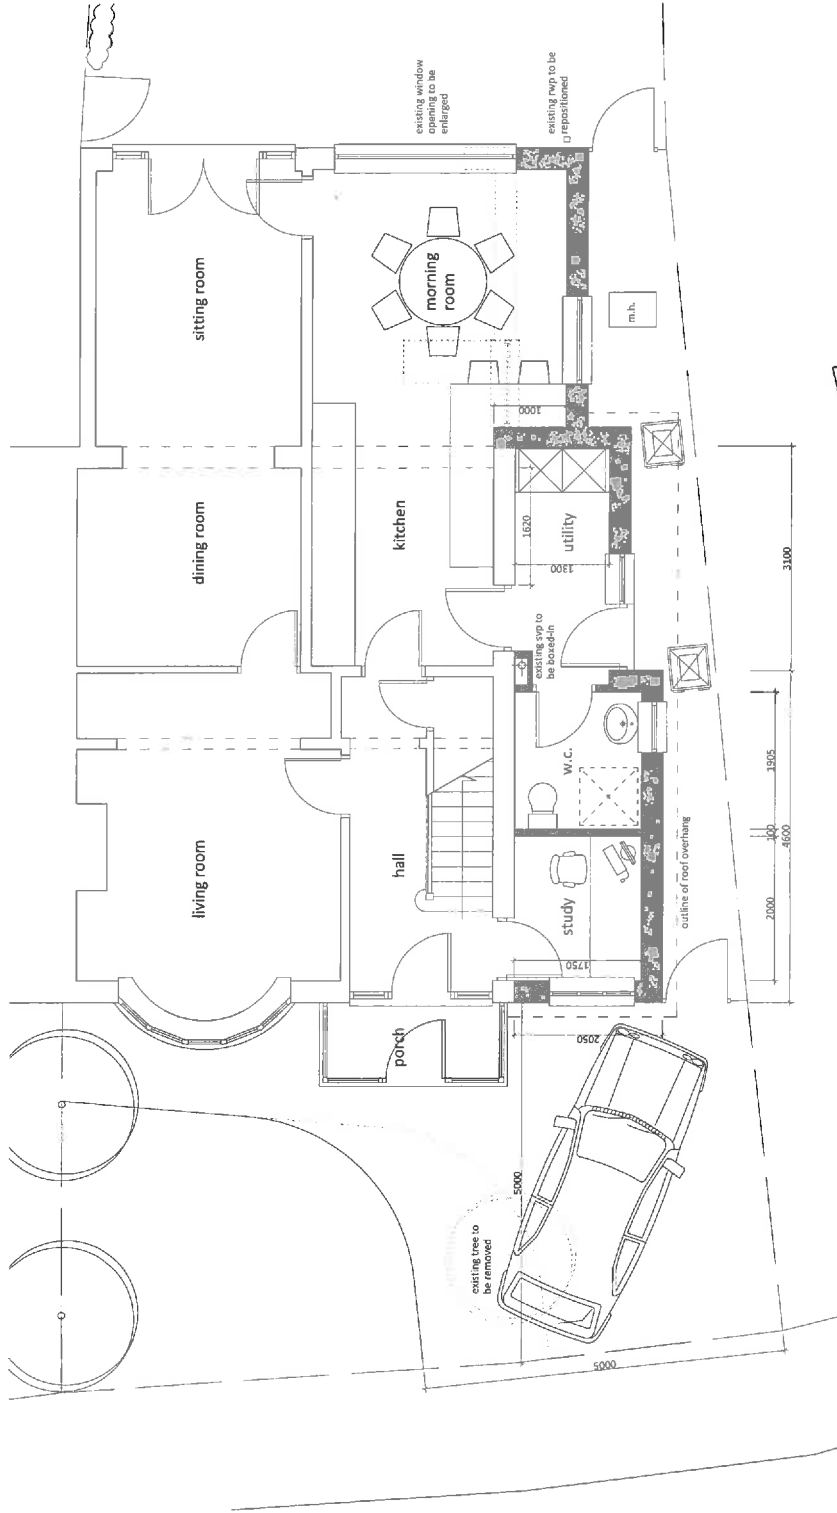 existing window
opening to be
enlarged
existing rwp to be
repositioned
sitting room
morning
room
m.h.
1000
dining room
kitchen
1620
utility
1300
3100
existing svp to
be boxed-in
w.c.
1905
100
4600
living room
hall
study
2000
1750
outline of roof overhang
porch
2050
5000
existing tree to
be removed
5000